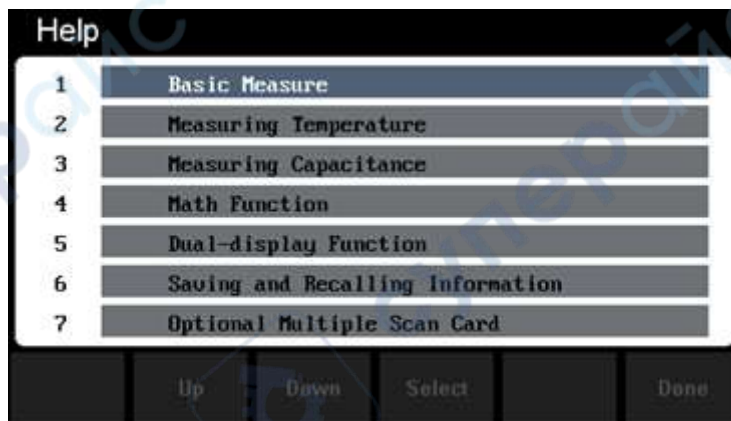 Help
1 Basic Measure
2 Measuring Temperature
3 Measuring Capacitance
4 Math Function
5 Dual-display Function
6 Saving and Recalling Information
7 Optional Multiple Scan Card
Up Down Select Done